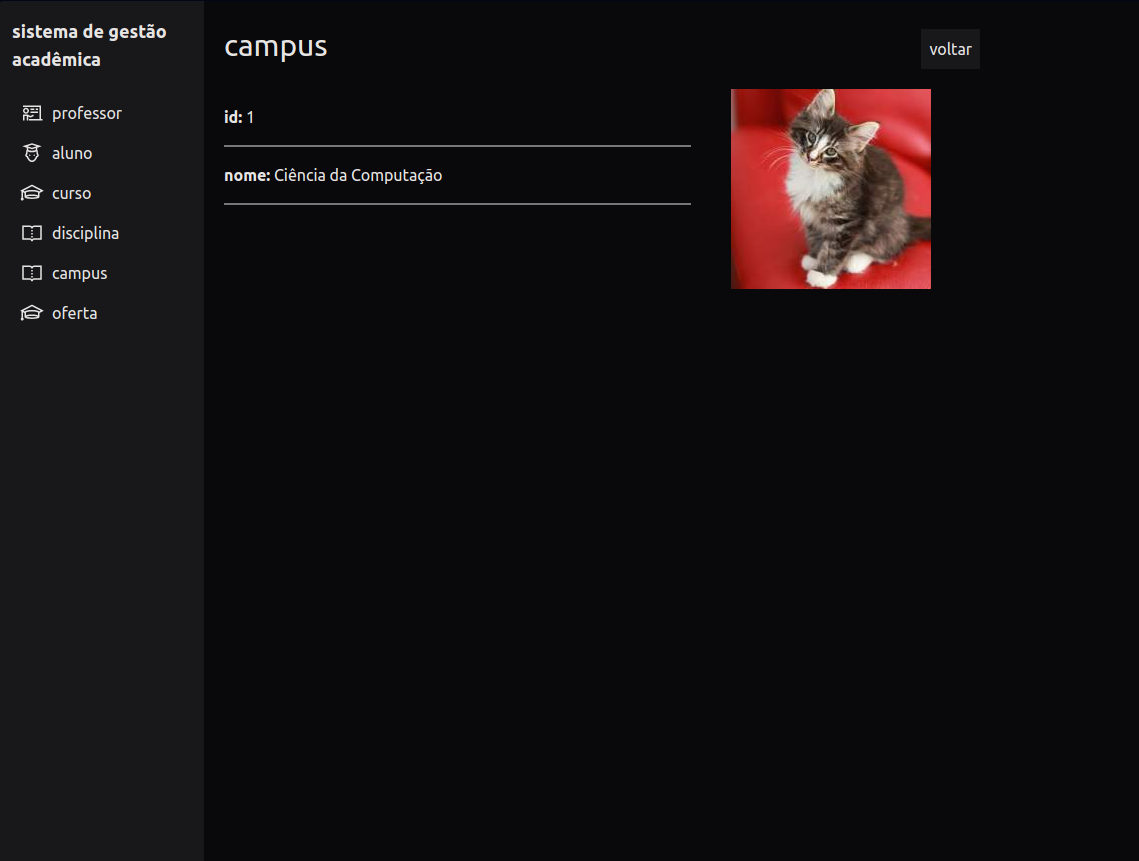 sistema de gestão
acadêmica
professor
aluno
curso
disciplina
campus
oferta
campus
voltar
id: 1
nome: Ciência da Computação